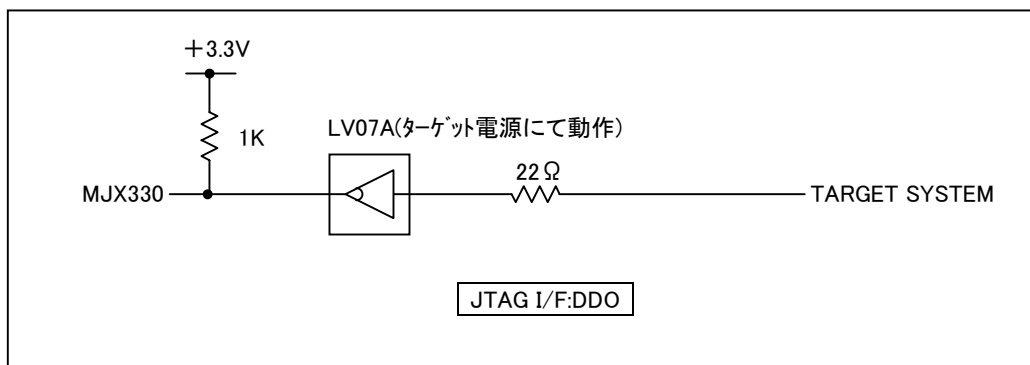 +3.3V
1K
LV07A(ターゲット電源にて動作)
22Ω
MJX330
TARGET SYSTEM
JTAG I/F:DDO